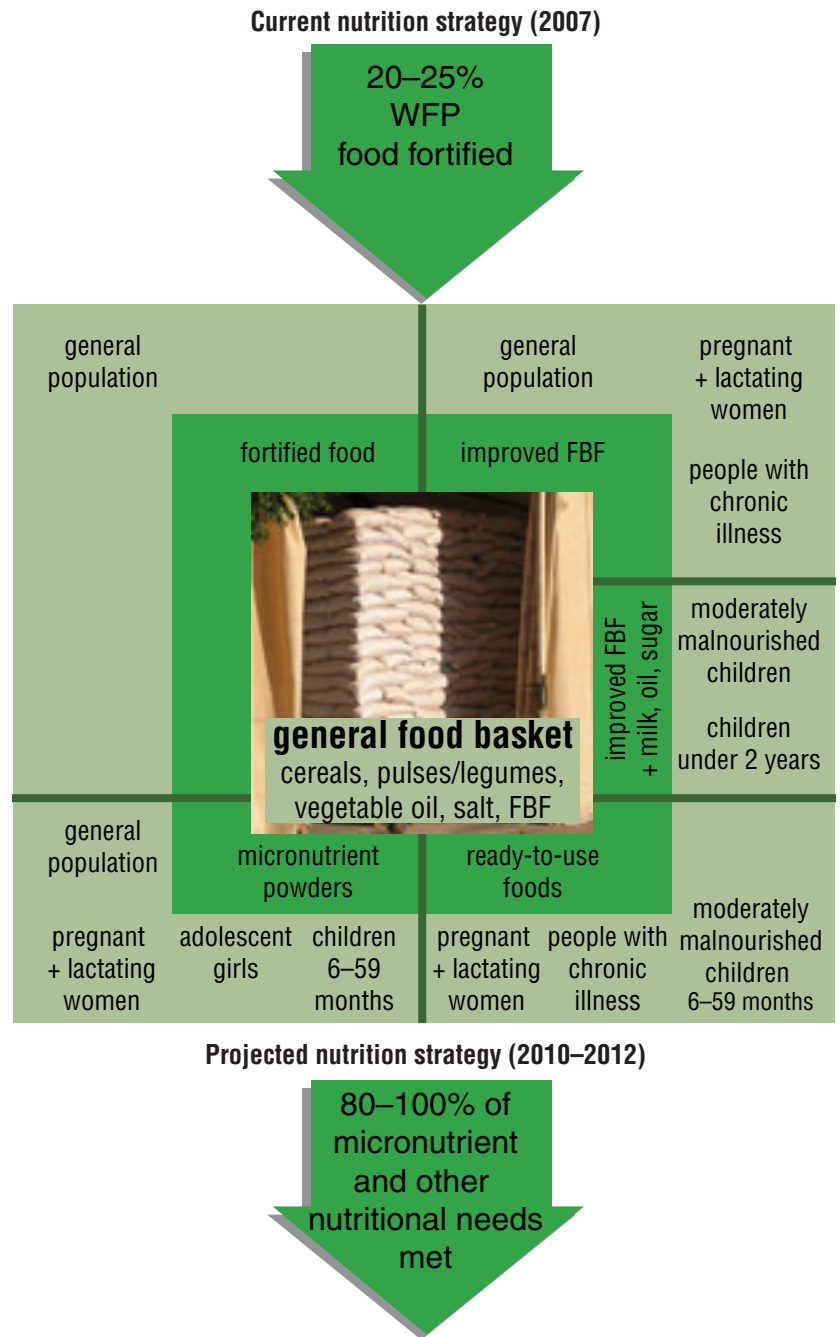 Current nutrition strategy (2007)
20–25%
WFP
food fortified
general
population
general
population
pregnant
+ lactating
women
fortified food
improved FBF
people with
chronic
illness
improved FBF
+ milk, oil, sugar
moderately
malnourished
children
children
under 2 years
general food basket
cereals, pulses/legumes,
vegetable oil, salt, FBF
general
population
micronutrient
powders
ready-to-use
foods
pregnant
+ lactating
women
adolescent
girls
children
6–59
months
pregnant
+ lactating
women
people with
chronic
illness
moderately
malnourished
children
6–59 months
Projected nutrition strategy (2010–2012)
80–100% of
micronutrient
and other
nutritional needs
met